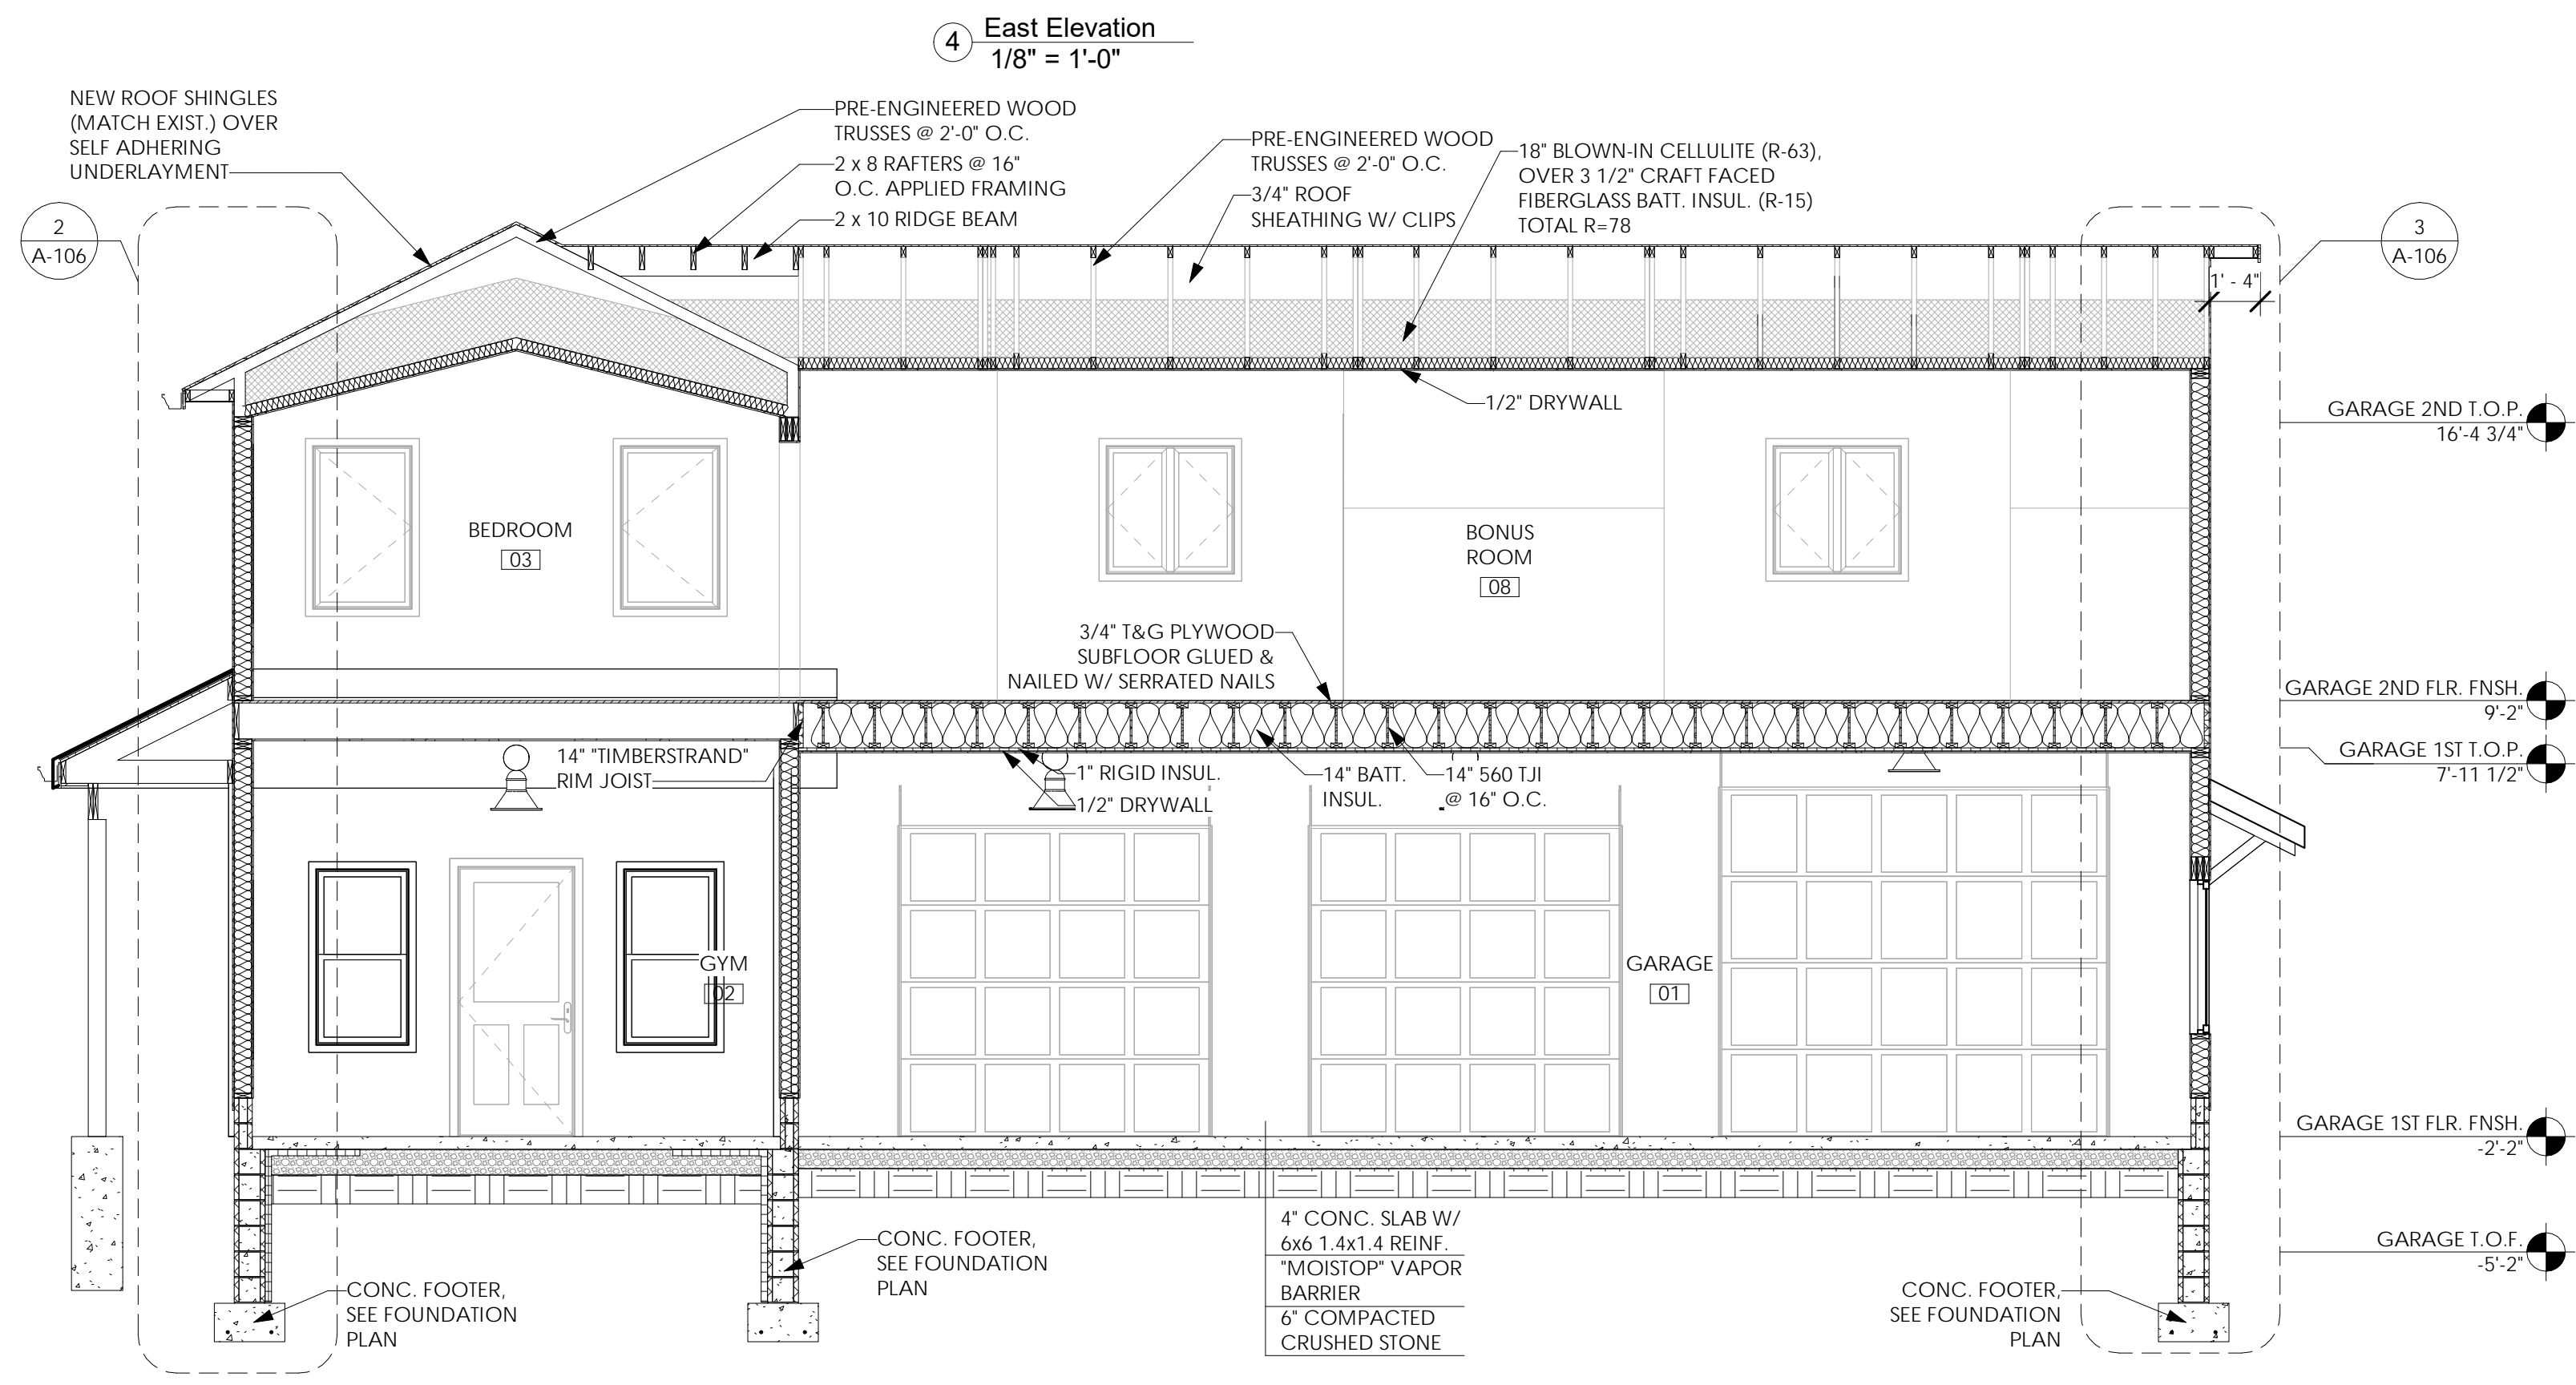 4 East Elevation
1/8" = 1'-0"
NEW ROOF SHINGLES
(MATCH EXIST.) OVER
SELF ADHERING
UNDERLAYMENT
PRE-ENGINEERED WOOD
TRUSSES @ 2'-0" O.C.
2 x 8 RAFTERS @ 16"
O.C. APPLIED FRAMING
2 x 10 RIDGE BEAM
PRE-ENGINEERED WOOD
TRUSSES @ 2'-0" O.C.
3/4" ROOF
SHEATHING W/ CLIPS
18" BLOWN-IN CELLULITE (R-63),
OVER 3 1/2" CRAFT FACED
FIBERGLASS BATT. INSUL. (R-15)
TOTAL R=78
2
A-106
3
A-106
1' - 4"
1/2" DRYWALL
GARAGE 2ND T.O.P.
16'-4 3/4"
BEDROOM
03
BONUS
ROOM
08
3/4" T&G PLYWOOD
SUBFLOOR GLUED &
NAILED W/ SERRATED NAILS
GARAGE 2ND FLR. FNSH.
9'-2"
GARAGE 1ST T.O.P.
7'-11 1/2"
14" "TIMBERSTRAND"
RIM JOIST
1" RIGID INSUL.
1/2" DRYWALL
14" BATT.
INSUL.
14" 560 TJI
@ 16" O.C.
GYM
02
GARAGE
01
GARAGE 1ST FLR. FNSH.
-2'-2"
4" CONC. SLAB W/
6x6 1.4x1.4 REINF.
"MOISTOP" VAPOR
BARRIER
6" COMPACTED
CRUSHED STONE
CONC. FOOTER,
SEE FOUNDATION
PLAN
CONC. FOOTER,
SEE FOUNDATION
PLAN
CONC. FOOTER,
SEE FOUNDATION
PLAN
GARAGE T.O.F.
-5'-2"